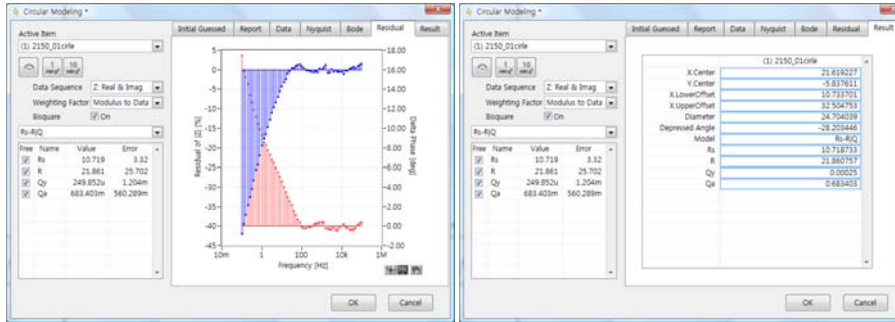 Circular Modeling *
Active Item
(1) 2150_01cirle
1
10
Data Sequence Z: Real & Imag
Weighting Factor Modulus to Data
Bisquare On
Rs-R|Q
Free Name Value Error
Rs 10.719 3.32
R 21.861 25.702
Qy 249.852u 1.204m
Qa 683.403m 560.289m
Initial Guessed Report Data Nyquist Bode Residual Result
Residual of |Z| [%]
5
0
-5
-10
-15
-20
-25
-30
-35
-40
-45
18.00
16.00
14.00
12.00
10.00
8.00
6.00
4.00
2.00
0.00
-2.00
Delta Phase [deg]
10m 1 100 10k 1M
Frequency [Hz]
OK Cancel
Circular Modeling *
Active Item
(1) 2150_01cirle
1
10
Data Sequence Z: Real & Imag
Weighting Factor Modulus to Data
Bisquare On
Rs-R|Q
Free Name Value Error
Rs 10.719 3.32
R 21.861 25.702
Qy 249.852u 1.204m
Qa 683.403m 560.289m
Initial Guessed Report Data Nyquist Bode Residual Result
(1) 2150_01cirle
X.Center 21.619227
Y.Center -5.837611
X.LowerOffset 10.733701
X.UpperOffset 32.504753
Diameter 24.704039
Depressed Angle -28.203446
Model Rs-R|Q
Rs 10.718733
R 21.860757
Qy 0.00025
Qa 0.683403
OK Cancel